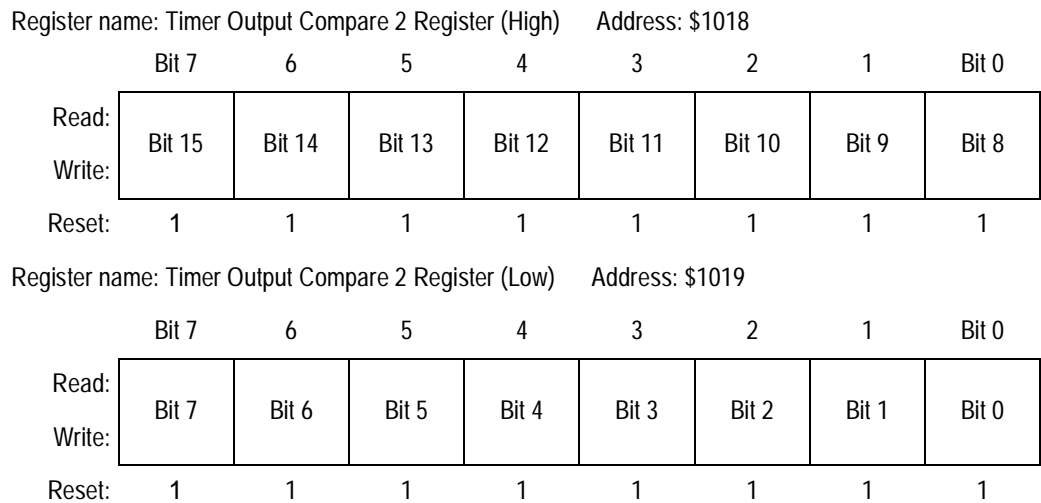 Register name: Timer Output Compare 2 Register (High) Address: $1018
Bit 7 6 5 4 3 2 1 Bit 0
Read:
Bit 15 Bit 14 Bit 13 Bit 12 Bit 11 Bit 10 Bit 9 Bit 8
Write:
Reset: 1 1 1 1 1 1 1 1
Register name: Timer Output Compare 2 Register (Low) Address: $1019
Bit 7 6 5 4 3 2 1 Bit 0
Read:
Bit 7 Bit 6 Bit 5 Bit 4 Bit 3 Bit 2 Bit 1 Bit 0
Write:
Reset: 1 1 1 1 1 1 1 1